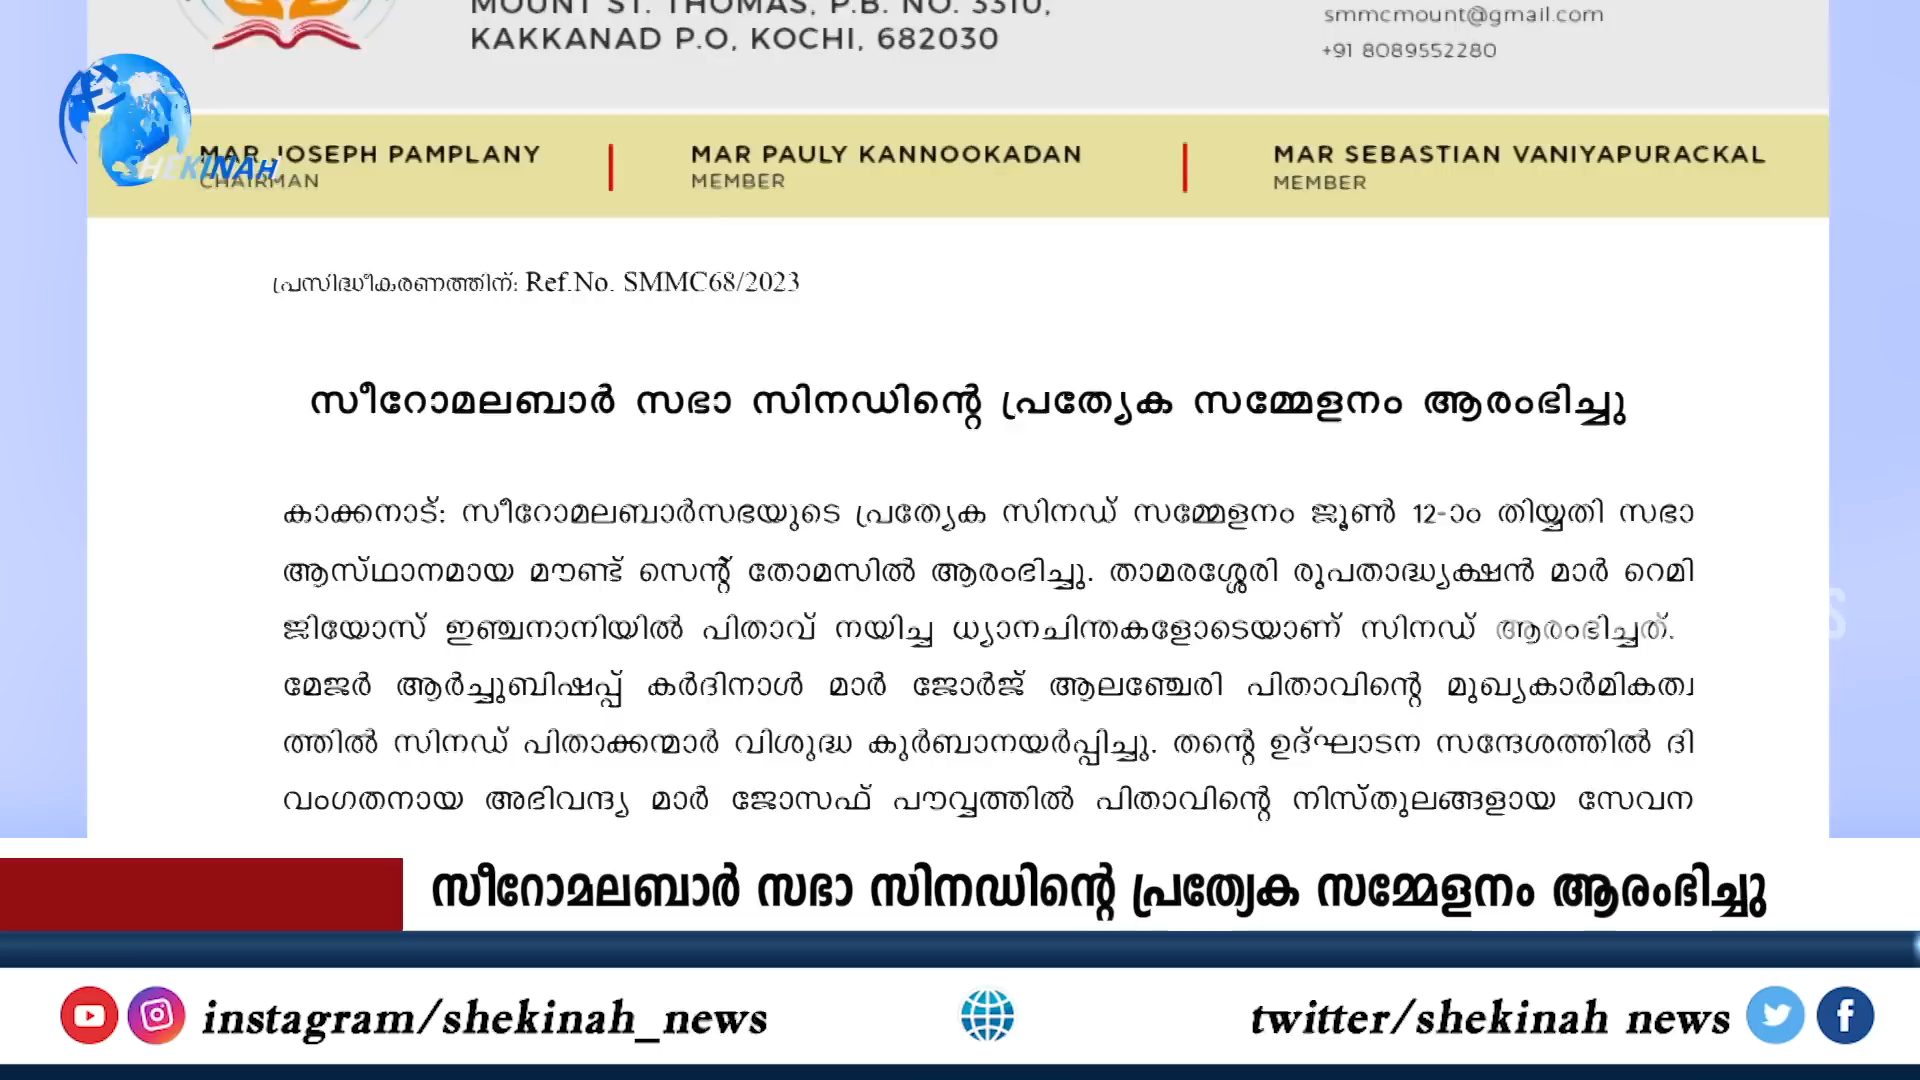 MOUNT ST. THOMAS, P.B. NO. 3310,
KAKKANAD P.O, KOCHI, 682030
smmcmount@gmail.com
+91 8089552280
SHEKINAH
MAR JOSEPH PAMPLANY
CHAIRMAN
MAR PAULY KANNOOKADAN
MEMBER
MAR SEBASTIAN VANIYAPURACKAL
MEMBER
പ്രസിദ്ധീകരണത്തിന്: Ref.No. SMMC68/2023
സീറോമലബാർ സഭാ സിനഡിന്റെ പ്രത്യേക സമ്മേളനം ആരംഭിച്ചു
കാക്കനാട്: സീറോമലബാർസഭയുടെ പ്രത്യേക സിനഡ് സമ്മേളനം ജൂൺ 12-ാം തിയ്യതി സഭാ
ആസ്ഥാനമായ മൗണ്ട് സെന്റ് തോമസിൽ ആരംഭിച്ചു. താമരശ്ശേരി രൂപതാദ്ധ്യക്ഷൻ മാർ റെമി
ജിയോസ് ഇഞ്ചനാനിയിൽ പിതാവ് നയിച്ച ധ്യാനചിന്തകളോടെയാണ് സിനഡ് ആരംഭിച്ചത്.
മേജർ ആർച്ചുബിഷപ്പ് കർദിനാൾ മാർ ജോർജ് ആലഞ്ചേരി പിതാവിന്റെ മുഖ്യകാർമികത്വ
ത്തിൽ സിനഡ് പിതാക്കന്മാർ വിശുദ്ധ കുർബാനയർപ്പിച്ചു. തന്റെ ഉദ്ഘാടന സന്ദേശത്തിൽ ദി
വംഗതനായ അഭിവന്ദ്യ മാർ ജോസഫ് പൗവ്വത്തിൽ പിതാവിന്റെ നിസ്തുലങ്ങളായ സേവന
സീറോമലബാർ സഭാ സിനഡിന്റെ പ്രത്യേക സമ്മേളനം ആരംഭിച്ചു
instagram/shekinah_news
twitter/shekinah news